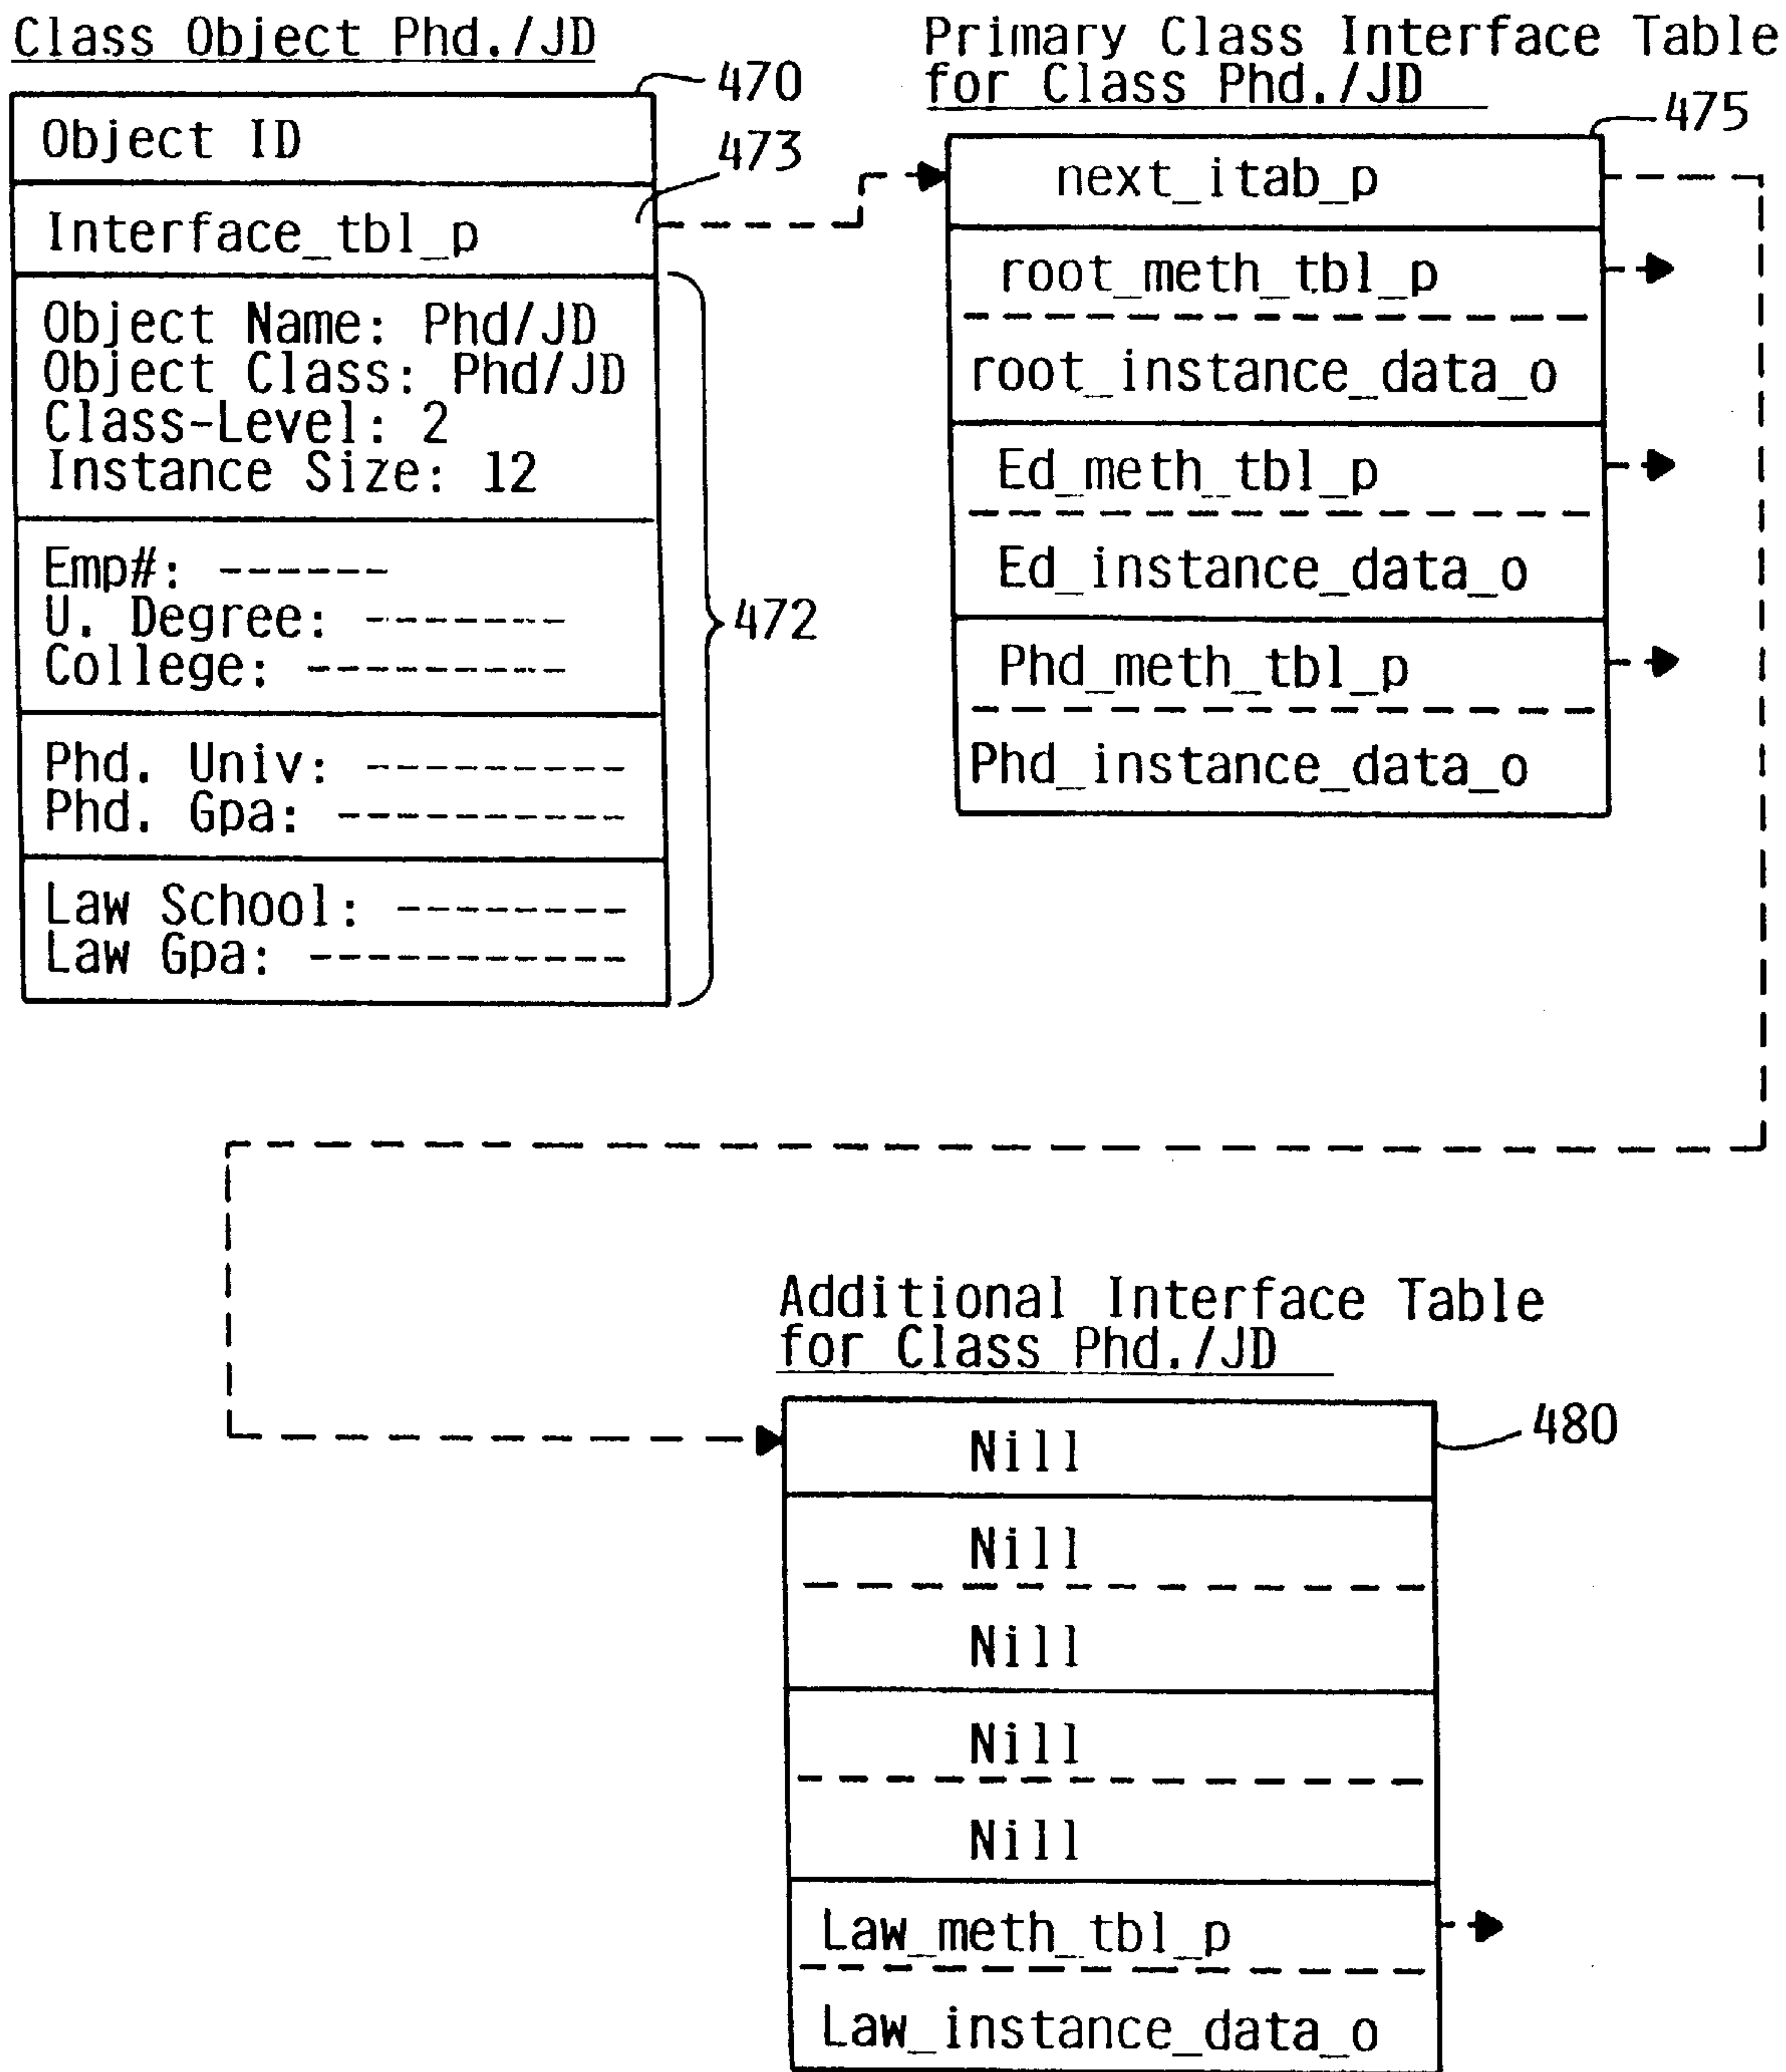 Class Object Phd./JD
470
Object ID
473
Interface_tbl_p
Object Name: Phd/JD
Object Class: Phd/JD
Class-Level: 2
Instance Size: 12
Emp#: ------
U. Degree: -------
College: ---------
472
Phd. Univ: ---------
Phd. Gpa: ----------
Law School: --------
Law Gpa: -----------
Primary Class Interface Table
for Class Phd./JD
475
next_itab_p
root_meth_tbl_p
root_instance_data_o
Ed_meth_tbl_p
Ed_instance_data_o
Phd_meth_tbl_p
Phd_instance_data_o
Additional Interface Table
for Class Phd./JD
480
Nill
Nill
Nill
Nill
Nill
Law_meth_tbl_p
Law_instance_data_o